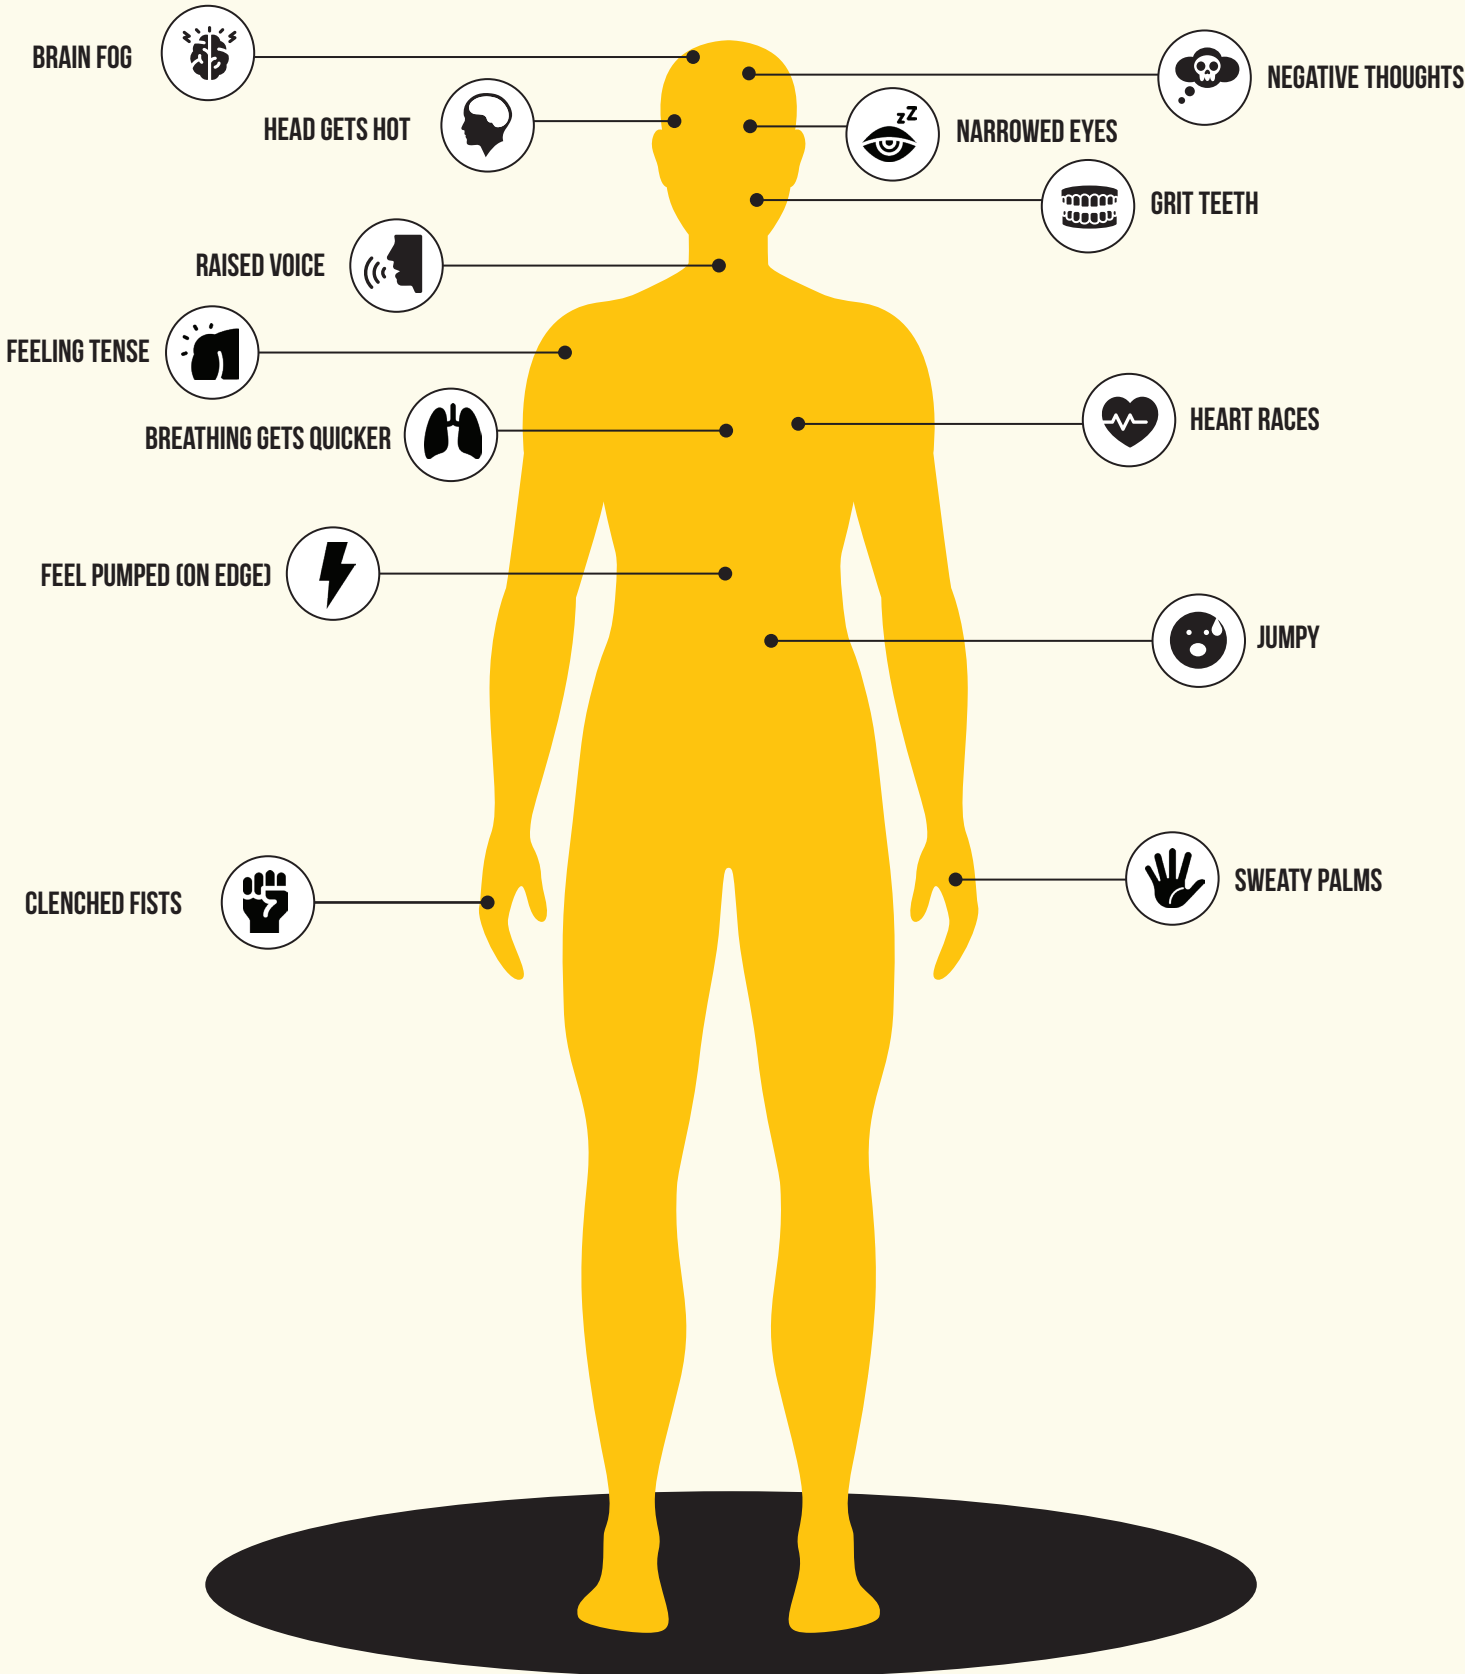 BRAIN FOG
NEGATIVE THOUGHTS
HEAD GETS HOT
zZ
NARROWED EYES
GRIT TEETH
RAISED VOICE
FEELING TENSE
HEART RACES
BREATHING GETS QUICKER
FEEL PUMPED (ON EDGE)
JUMPY
SWEATY PALMS
CLENCHED FISTS